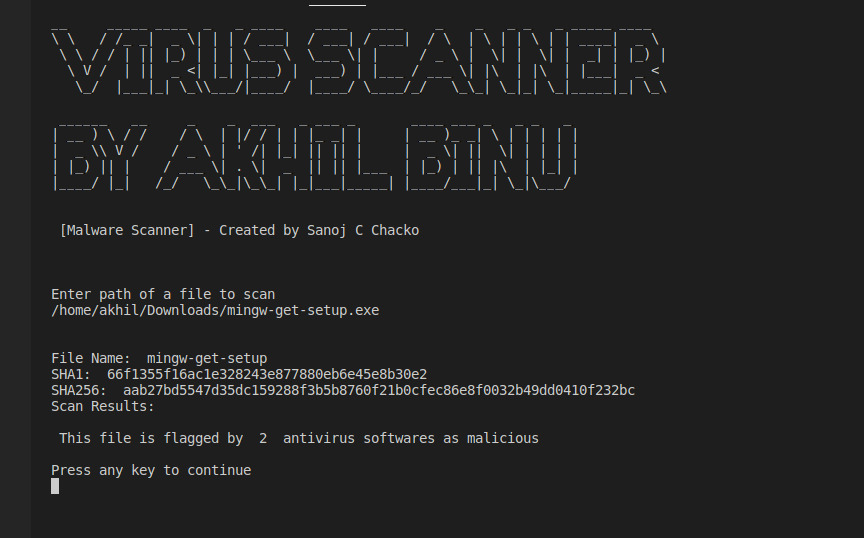 VIRUS SCANNER
BY AKHIL BINU
[Malware Scanner] - Created by Sanoj C Chacko
Enter path of a file to scan
/home/akhil/Downloads/mingw-get-setup.exe
File Name:  mingw-get-setup
SHA1:  66f1355f16ac1e328243e877880eb6e45e8b30e2
SHA256:  aab27bd5547d35dc159288f3b5b8760f21b0cfec86e8f0032b49dd0410f232bc
Scan Results:
This file is flagged by  2  antivirus softwares as malicious
Press any key to continue